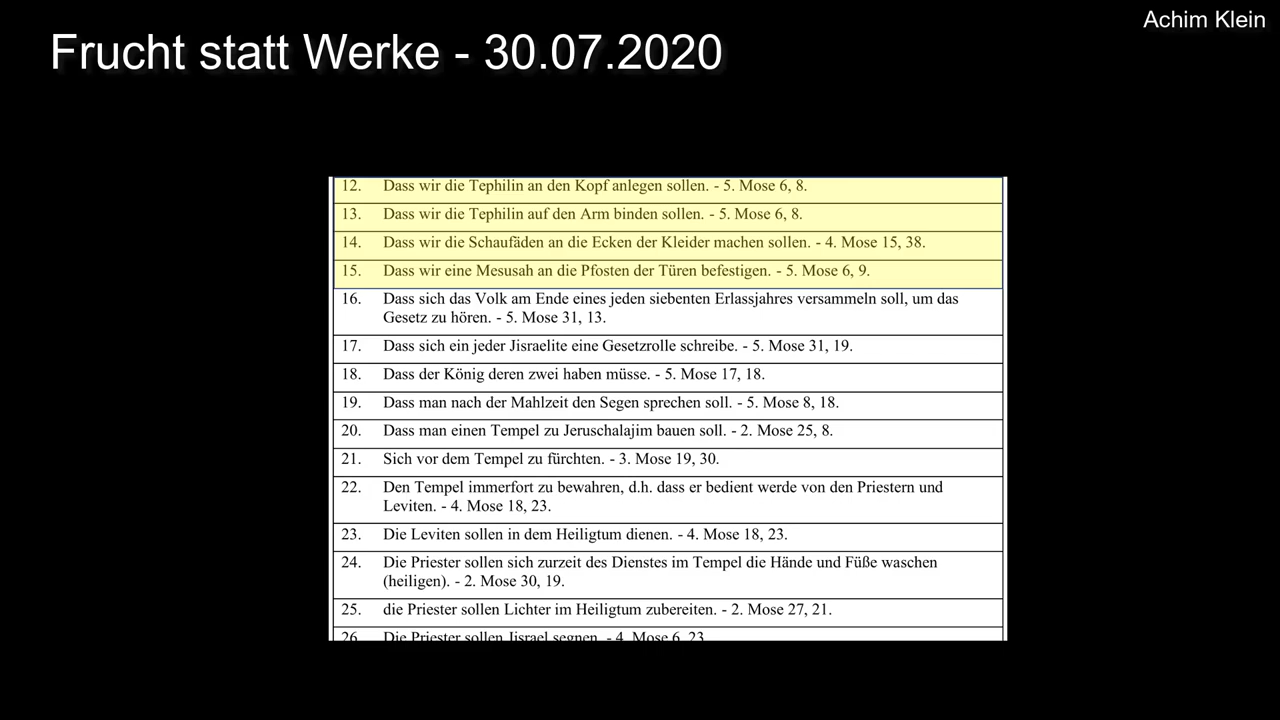 Achim Klein
Frucht statt Werke - 30.07.2020
12. Dass wir die Tephilin an den Kopf anlegen sollen. - 5. Mose 6, 8.
13. Dass wir die Tephilin auf den Arm binden sollen. - 5. Mose 6, 8.
14. Dass wir die Schaufäden an die Ecken der Kleider machen sollen. - 4. Mose 15, 38.
15. Dass wir eine Mesusah an die Pfosten der Türen befestigen. - 5. Mose 6, 9.
16. Dass sich das Volk am Ende eines jeden siebenten Erlassjahres versammeln soll, um das
Gesetz zu hören. - 5. Mose 31, 13.
17. Dass sich ein jeder Jisraelite eine Gesetzrolle schreibe. - 5. Mose 31, 19.
18. Dass der König deren zwei haben müsse. - 5. Mose 17, 18.
19. Dass man nach der Mahlzeit den Segen sprechen soll. - 5. Mose 8, 18.
20. Dass man einen Tempel zu Jeruschalajim bauen soll. - 2. Mose 25, 8.
21. Sich vor dem Tempel zu fürchten. - 3. Mose 19, 30.
22. Den Tempel immerfort zu bewahren, d.h. dass er bedient werde von den Priestern und
Leviten. - 4. Mose 18, 23.
23. Die Leviten sollen in dem Heiligtum dienen. - 4. Mose 18, 23.
24. Die Priester sollen sich zurzeit des Dienstes im Tempel die Hände und Füße waschen
(heiligen). - 2. Mose 30, 19.
25. die Priester sollen Lichter im Heiligtum zubereiten. - 2. Mose 27, 21.
26. Die Priester sollen Jisrael segnen. - 4. Mose 6, 23.